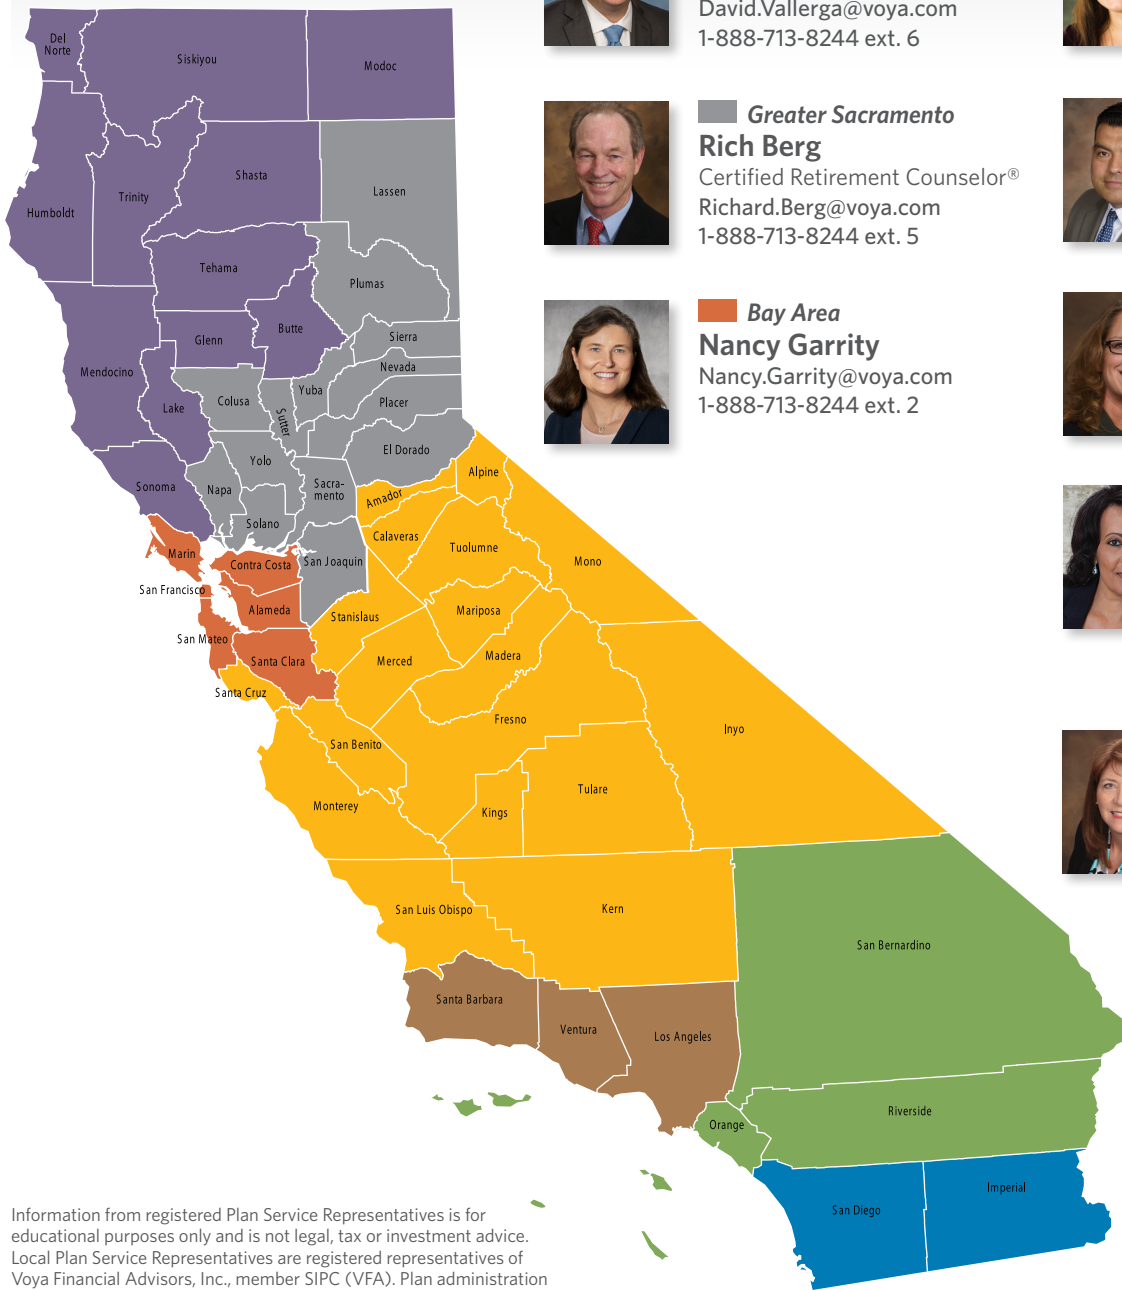 David.Vallerga@voya.com
1-888-713-8244 ext. 6
Greater Sacramento
Rich Berg
Certified Retirement Counselor®
Richard.Berg@voya.com
1-888-713-8244 ext. 5
Bay Area
Nancy Garrity
Nancy.Garrity@voya.com
1-888-713-8244 ext. 2
Del
Norte
Siskiyou
Modoc
Humboldt
Trinity
Shasta
Lassen
Tehama
Plumas
Mendocino
Glenn
Butte
Sierra
Nevada
Lake
Colusa
Sutter
Yuba
Placer
El Dorado
Sonoma
Napa
Yolo
Solano
Sacra-
mento
Amador
Alpine
Calaveras
Tuolumne
Mono
Marin
Contra Costa
San Joaquin
San Francisco
Alameda
Stanislaus
Mariposa
San Mateo
Santa Clara
Merced
Madera
Santa Cruz
Fresno
Inyo
San Benito
Monterey
Kings
Tulare
San Luis Obispo
Kern
San Bernardino
Santa Barbara
Ventura
Los Angeles
Orange
Riverside
San Diego
Imperial
Information from registered Plan Service Representatives is for
educational purposes only and is not legal, tax or investment advice.
Local Plan Service Representatives are registered representatives of
Voya Financial Advisors, Inc., member SIPC (VFA). Plan administration